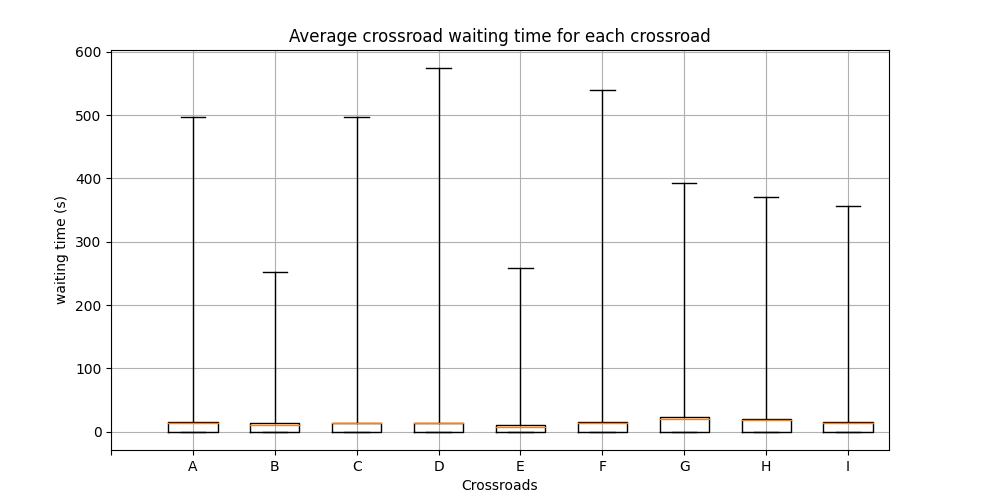 Average crossroad waiting time for each crossroad
600
500
400
300
200
100
0
waiting time (s)
A B C D E F G H I
Crossroads